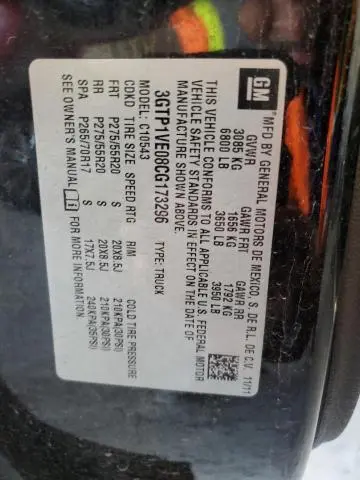 GM
MFD BY GENERAL MOTORS DE MEXICO S. DE R.L. DE C.V. 11/11
GVWR GAWR FRT GAWR RR
3085 KG 1656 KG 1792 KG
6800 LB 3650 LB 3950 LB
THIS VEHICLE CONFORMS TO ALL APPLICABLE U.S. FEDERAL MOTOR
VEHICLE SAFETY STANDARDS IN EFFECT ON THE DATE OF
MANUFACTURE SHOWN ABOVE.
3GTP1VE08CG173296 TYPE: TRUCK
MODEL: C10543
COLD TIRE PRESSURE
CDKD TIRE SIZE SPEED RTG RIM
FRT P275/55R20 S 20X8.5J 210KPA(30PSI)
RR P275/55R20 S 20X8.5J 210KPA(30PSI)
SPA P265/70R17 S 17X7.5J 240KPA(35PSI)
SEE OWNER'S MANUAL FOR MORE INFORMATION.